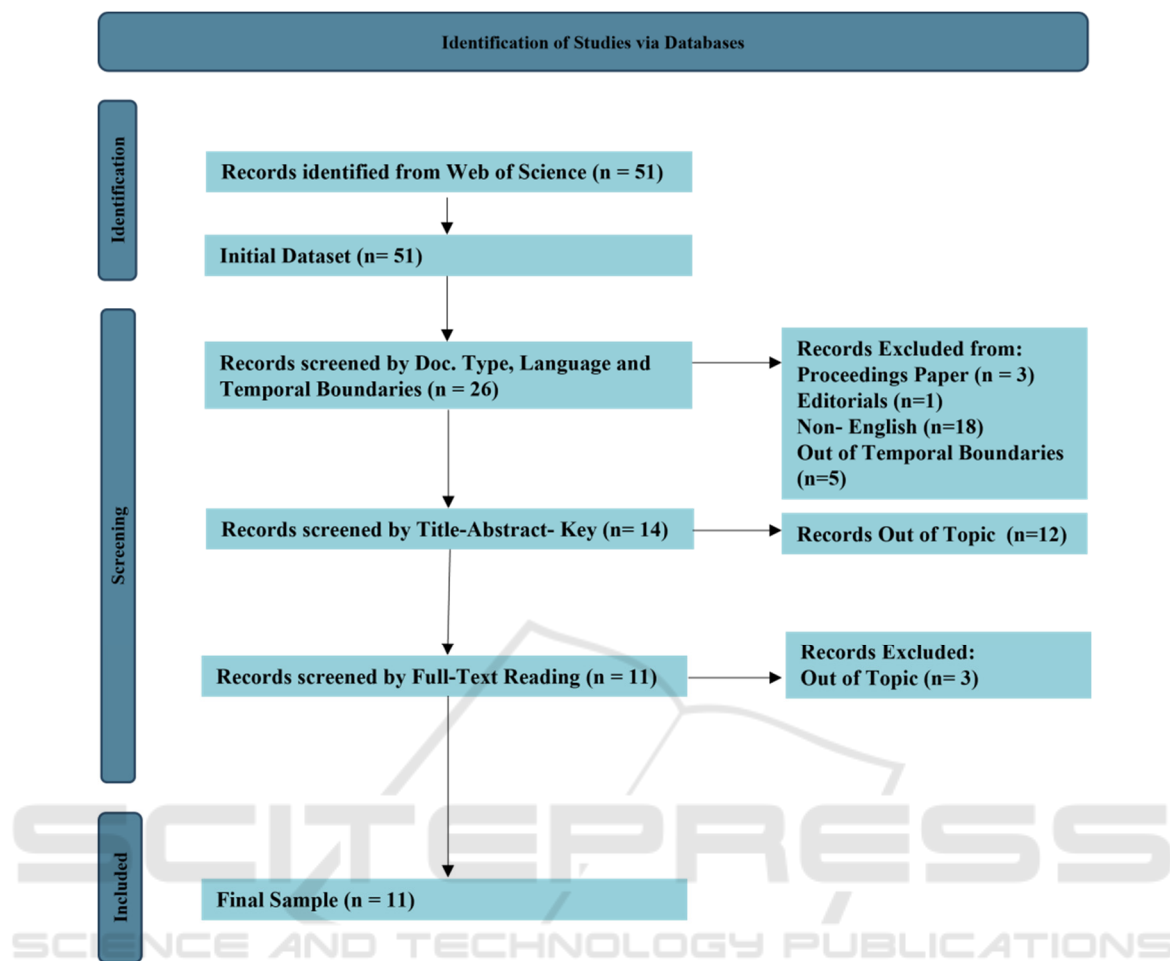 Identification of Studies via Databases
Identification
Records identified from Web of Science (n = 51)
Initial Dataset (n= 51)
Screening
Records screened by Doc. Type, Language and
Temporal Boundaries (n = 26)
Records Excluded from:
Proceedings Paper (n = 3)
Editorials (n=1)
Non- English (n=18)
Out of Temporal Boundaries
(n=5)
Records screened by Title-Abstract- Key (n= 14)
Records Out of Topic (n=12)
Records screened by Full-Text Reading (n = 11)
Records Excluded:
Out of Topic (n= 3)
Included
Final Sample (n = 11)
SCITEPRESS
SCIENCE AND TECHNOLOGY PUBLICATIONS